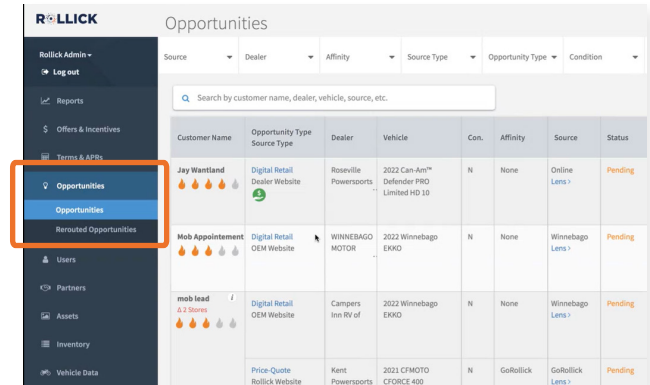 ROLLICK
Opportunities
Rollick Admin
Log out
Source Dealer Affinity Source Type Opportunity Type Condition
Search by customer name, dealer, vehicle, source, etc.
Reports
$ Offers & Incentives
Terms & APRs
Opportunities
Opportunities
Rerouted Opportunities
Users
Partners
Assets
Inventory
Vehicle Data
Customer Name Opportunity Type Dealer Vehicle Con. Affinity Source Status
Source Type
Jay Wantland Digital Retail Roseville 2022 Can-Am™ N None Online Pending
Dealer Website Powersports Defender PRO Lens >
Limited HD 10
Mob Appointement Digital Retail WINNEBAGO 2022 Winnebago N None Winnebago Pending
OEM Website MOTOR EKKO Lens >
mob lead i Digital Retail Campers 2022 Winnebago N None Winnebago Pending
Δ 2 Stores OEM Website Inn RV of EKKO Lens >
Price-Quote Kent 2021 CFMOTO N GoRollick GoRollick Pending
Rollick Website Powersports CFORCE 400 Lens >